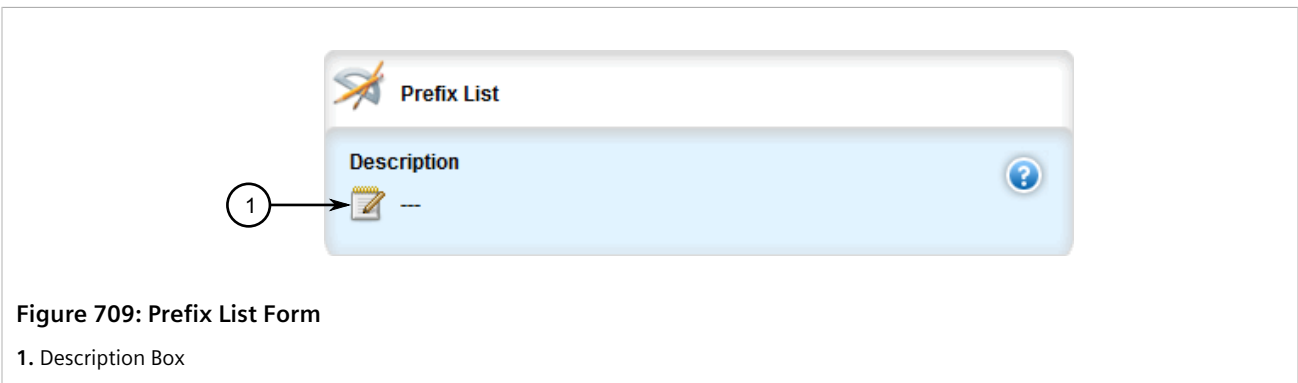 Prefix List
Description
?
1
---
Figure 709: Prefix List Form
1. Description Box